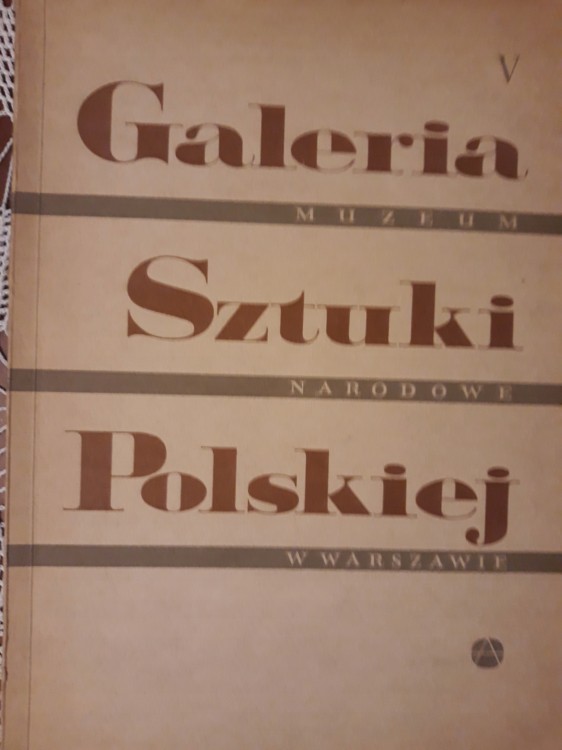 V
Galeria
MUZEUM
Sztuki
NARODOWE
Polskiej
W WARSZAWIE
A